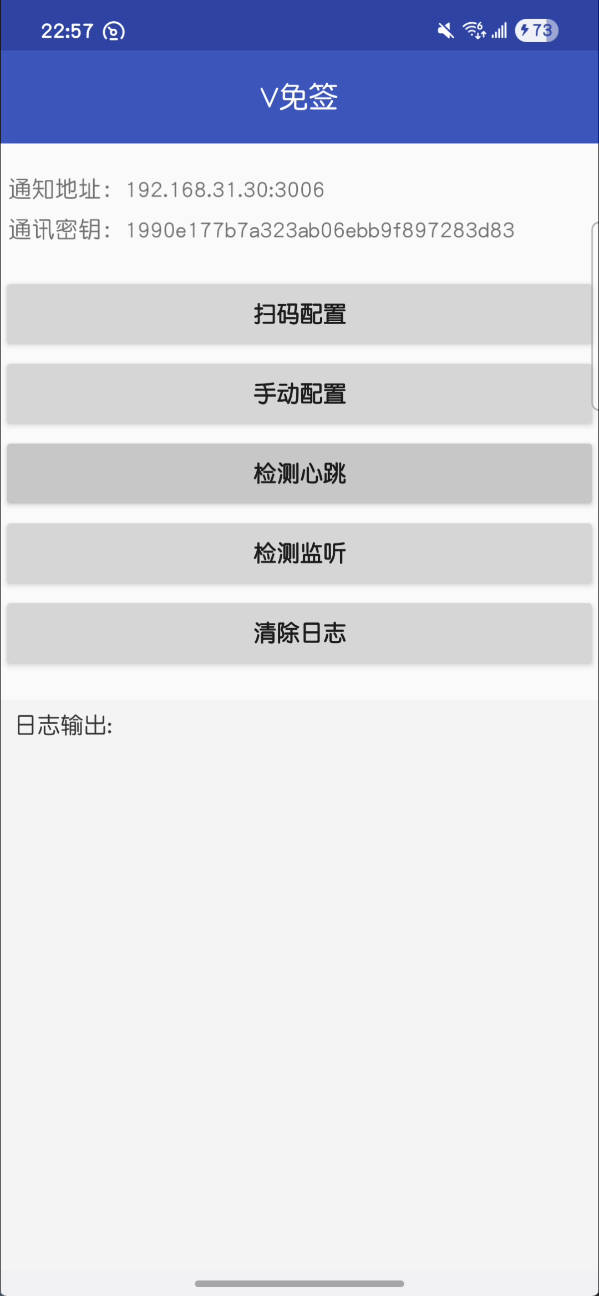 22:57
6
73
V免签
通知地址：192.168.31.30:3006
通讯密钥：1990e177b7a323ab06ebb9f897283d83
扫码配置
手动配置
检测心跳
检测监听
清除日志
日志输出: